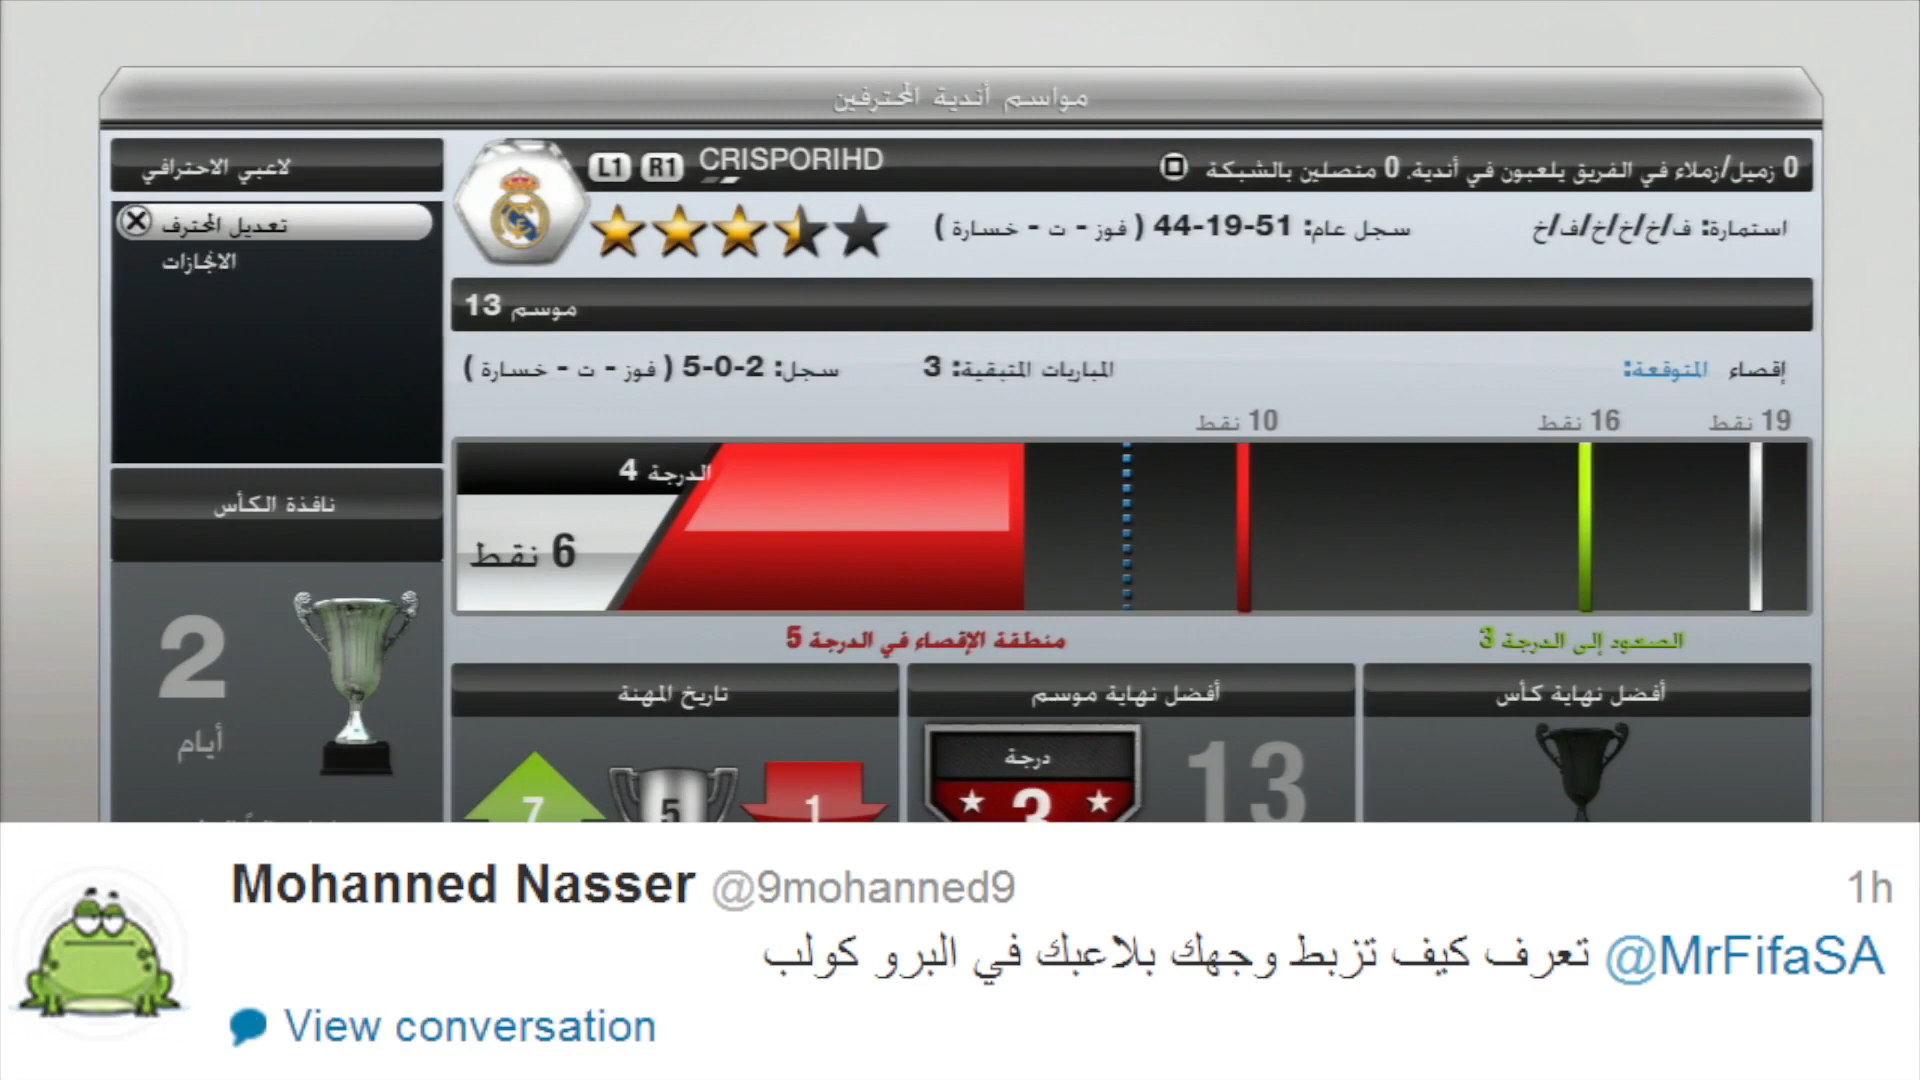 مواسم أندية المحترفين
لاعبي الاحترافي
تعديل المحترف
الانجازات
نافذة الكأس
2
أيام
L1 R1 CRISPORIHD
0 زميل/زملاء في الفريق يلعبون في أندية. 0 متصلين بالشبكة
سجل عام: 51-19-44 ( فوز - ت - خسارة )
استمارة: ف/خ/خ/خ/ف/خ
موسم 13
سجل: 2-0-5 ( فوز - ت - خسارة )
المباريات المتبقية: 3
إقصاء المتوقعة:
10 نقط
16 نقط
19 نقط
الدرجة 4
6 نقط
منطقة الإقصاء في الدرجة 5
الصعود إلى الدرجة 3
تاريخ المهنة
أفضل نهاية موسم
أفضل نهاية كأس
7
5
1
درجة
3
13
Mohanned Nasser @9mohanned9 1h
@MrFifaSA تعرف كيف تزبط وجهك بلاعبك في البرو كولب
View conversation